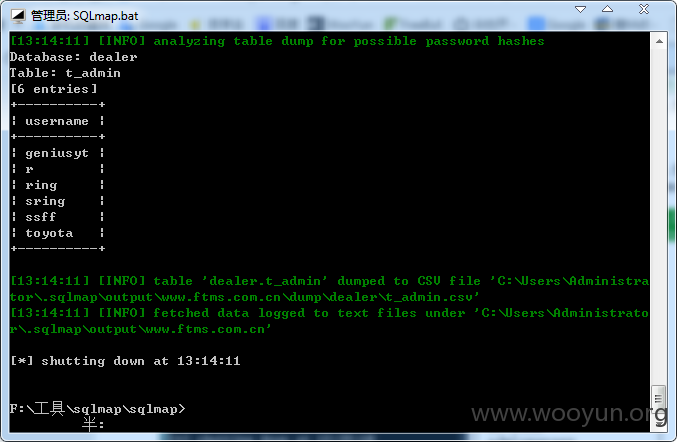 管理员: SQLmap.bat
[13:14:11] [INFO] analyzing table dump for possible password hashes
Database: dealer
Table: t_admin
[6 entries]
+----------+
| username |
+----------+
| geniusyt |
| r        |
| ring     |
| sring    |
| ssff     |
| toyota   |
+----------+
[13:14:11] [INFO] table 'dealer.t_admin' dumped to CSV file 'C:\Users\Administra
tor\.sqlmap\output\www.ftms.com.cn\dump\dealer\t_admin.csv'
[13:14:11] [INFO] fetched data logged to text files under 'C:\Users\Administrato
r\.sqlmap\output\www.ftms.com.cn'
[*] shutting down at 13:14:11
F:\工具\sqlmap\sqlmap>
半:
www.wooyun.org